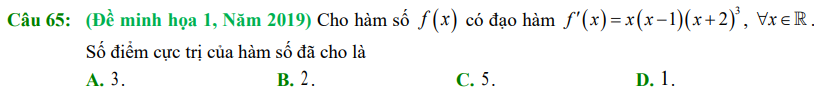 Câu 65: (Đề minh họa 1, Năm 2019) Cho hàm số f(x) có đạo hàm f'(x)=x(x−1)(x+2)³, ∀x∈ℝ.
Số điểm cực trị của hàm số đã cho là
A. 3. B. 2. C. 5. D. 1.